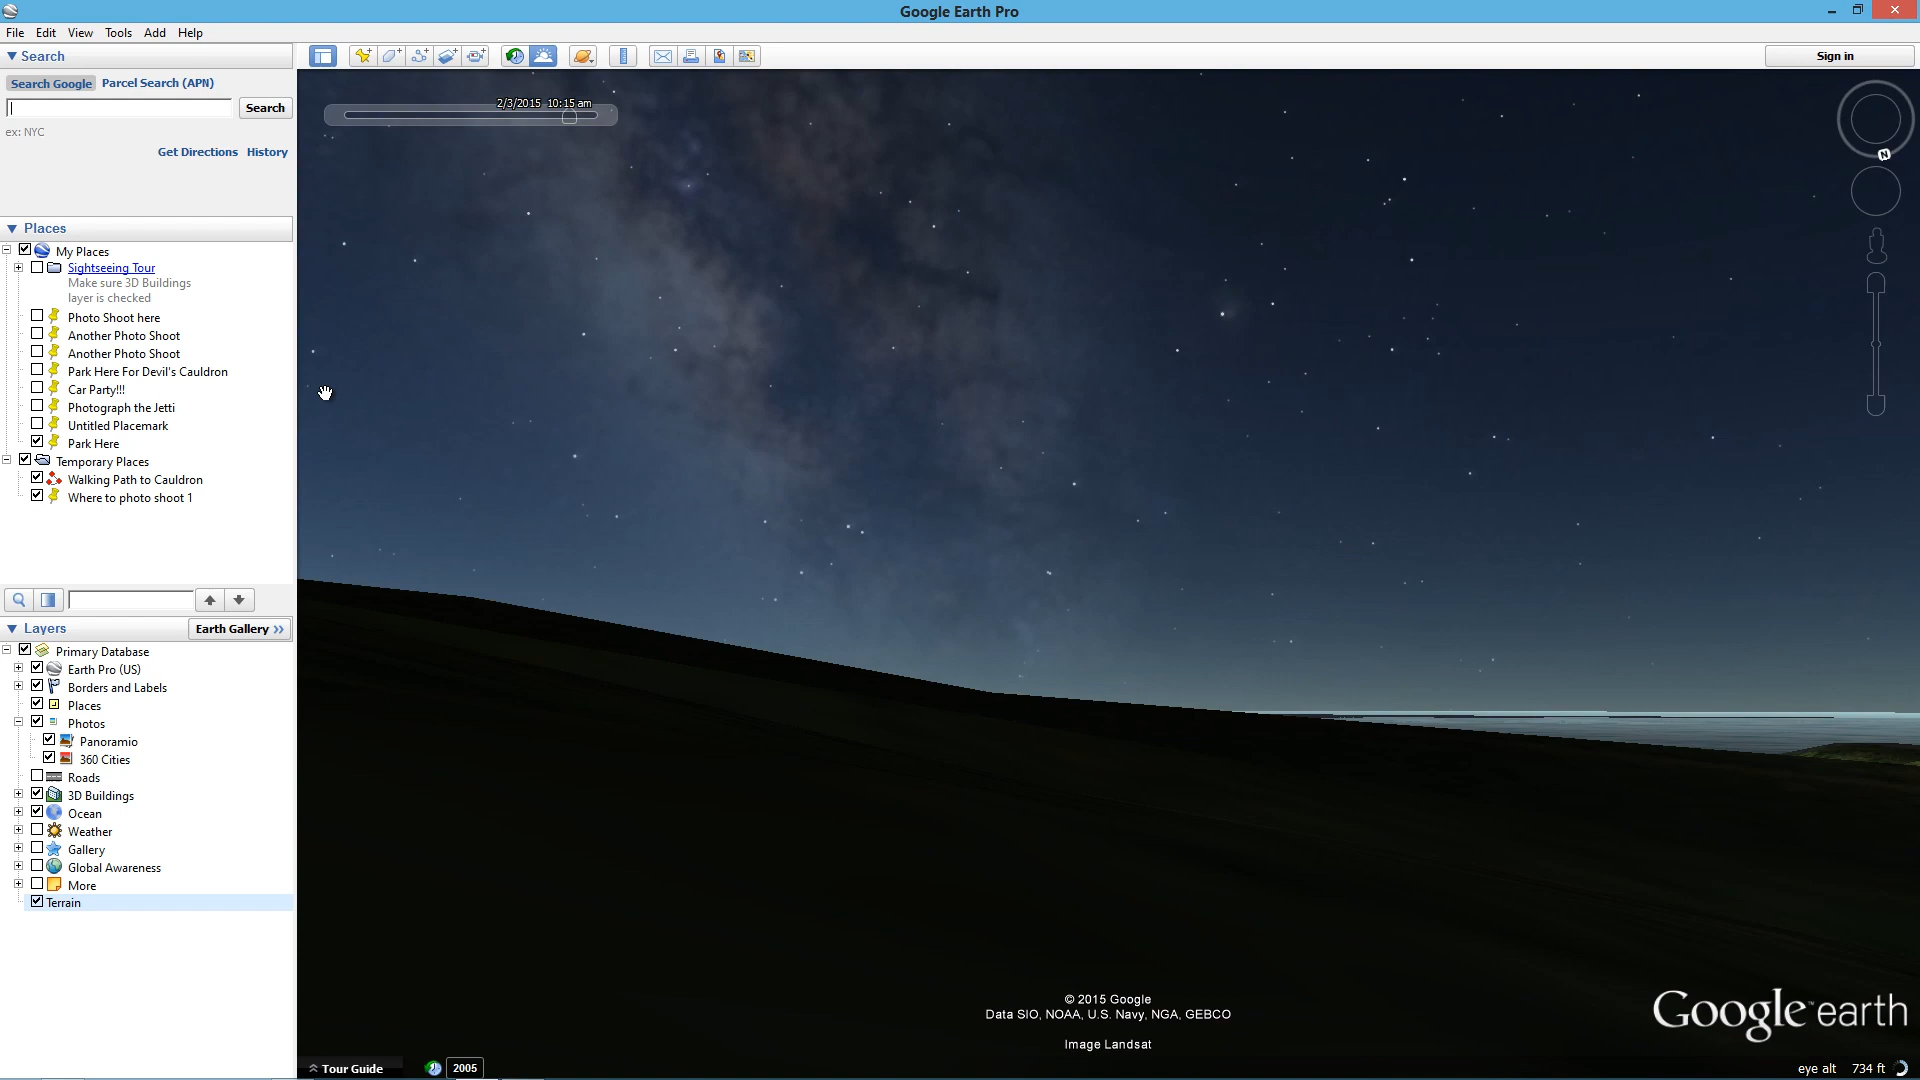 Google Earth Pro
File Edit View Tools Add Help
Search
Search Google Parcel Search (APN)
Search
ex: NYC
Get Directions History
Sign in
2/3/2015 10:15 am
N
Places
My Places
Sightseeing Tour
Make sure 3D Buildings
layer is checked
Photo Shoot here
Another Photo Shoot
Another Photo Shoot
Park Here For Devil's Cauldron
Car Party!!!
Photograph the Jetti
Untitled Placemark
Park Here
Temporary Places
Walking Path to Cauldron
Where to photo shoot 1
Layers
Earth Gallery »
Primary Database
Earth Pro (US)
Borders and Labels
Places
Photos
Panoramio
360 Cities
Roads
3D Buildings
Ocean
Weather
Gallery
Global Awareness
More
Terrain
© 2015 Google
Data SIO, NOAA, U.S. Navy, NGA, GEBCO
Image Landsat
Google™ earth
Tour Guide 2005
eye alt 734 ft